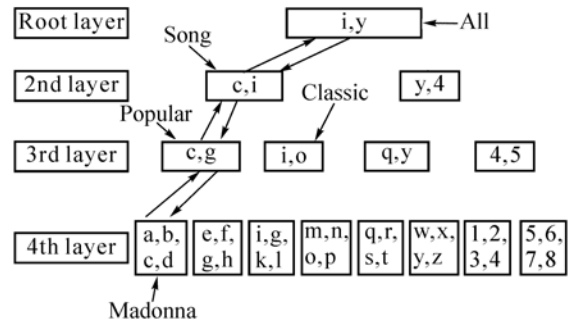 Root layer
i,y
All
Song
2nd layer
c,i
y,4
Classic
Popular
3rd layer
c,g
i,o
q,y
4,5
4th layer
a,b,
c,d
e,f,
g,h
i,g,
k,l
m,n,
o,p
q,r,
s,t
w,x,
y,z
1,2,
3,4
5,6,
7,8
Madonna